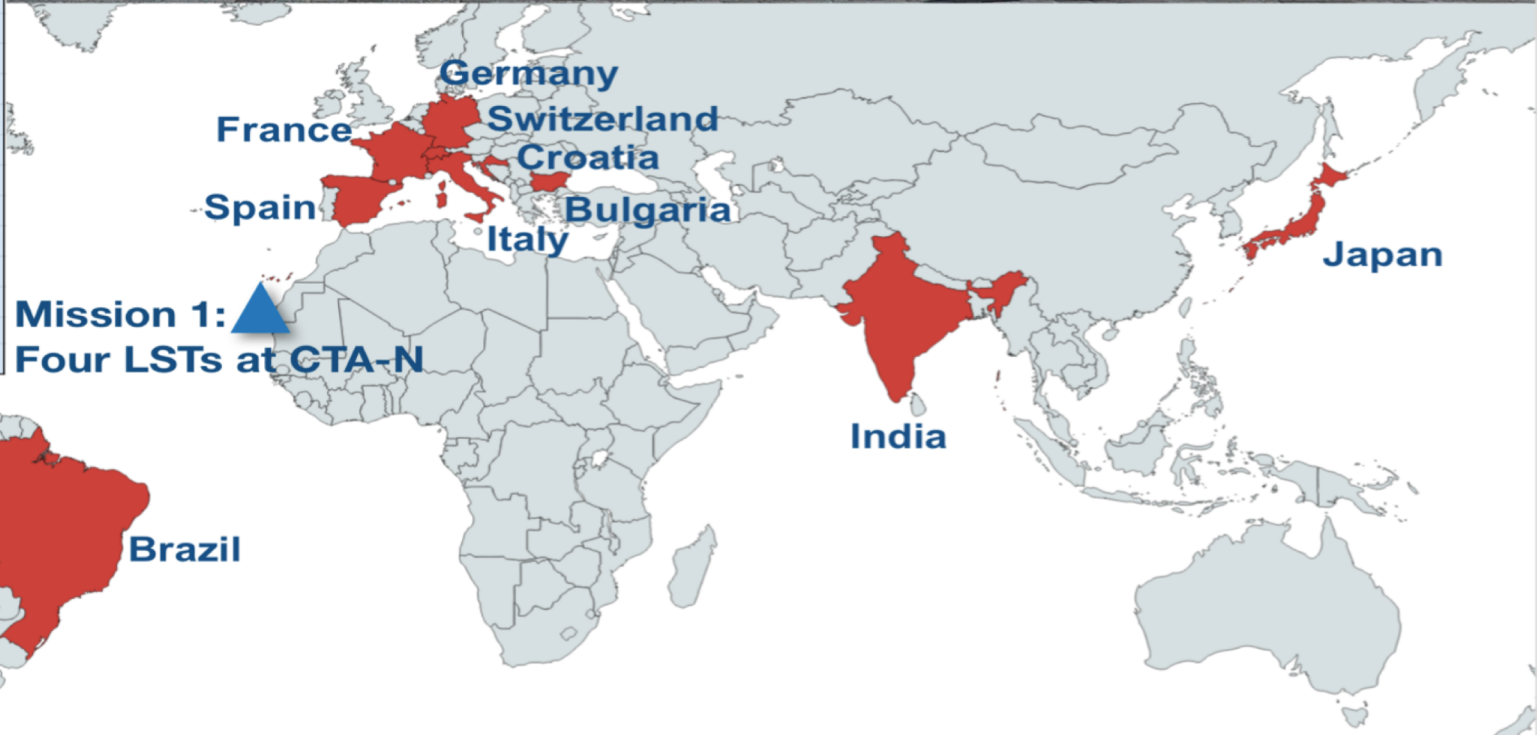 Germany
Switzerland
France
Croatia
Spain
Bulgaria
Italy
Japan
Mission 1:
Four LSTs at CTA-N
India
Brazil